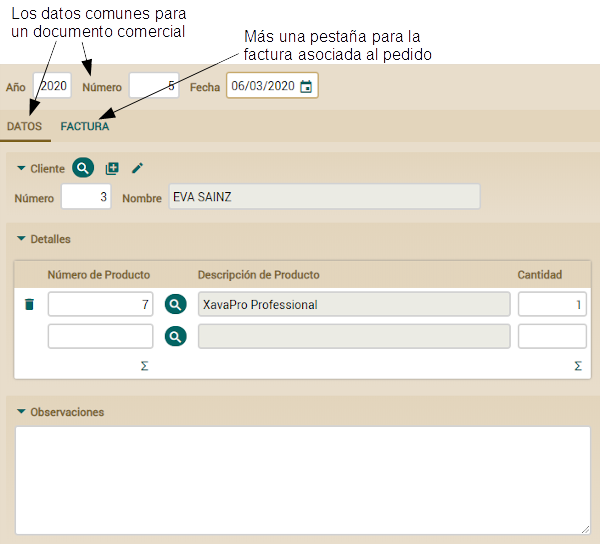 Los datos comunes para
un documento comercial
Más una pestaña para la
factura asociada al pedido
Año 2020 Número 5 Fecha 06/03/2020
DATOS FACTURA
Cliente
Número 3 Nombre EVA SAINZ
Detalles
Número de Producto Descripción de Producto Cantidad
7 XavaPro Professional 1
Σ Σ
Observaciones